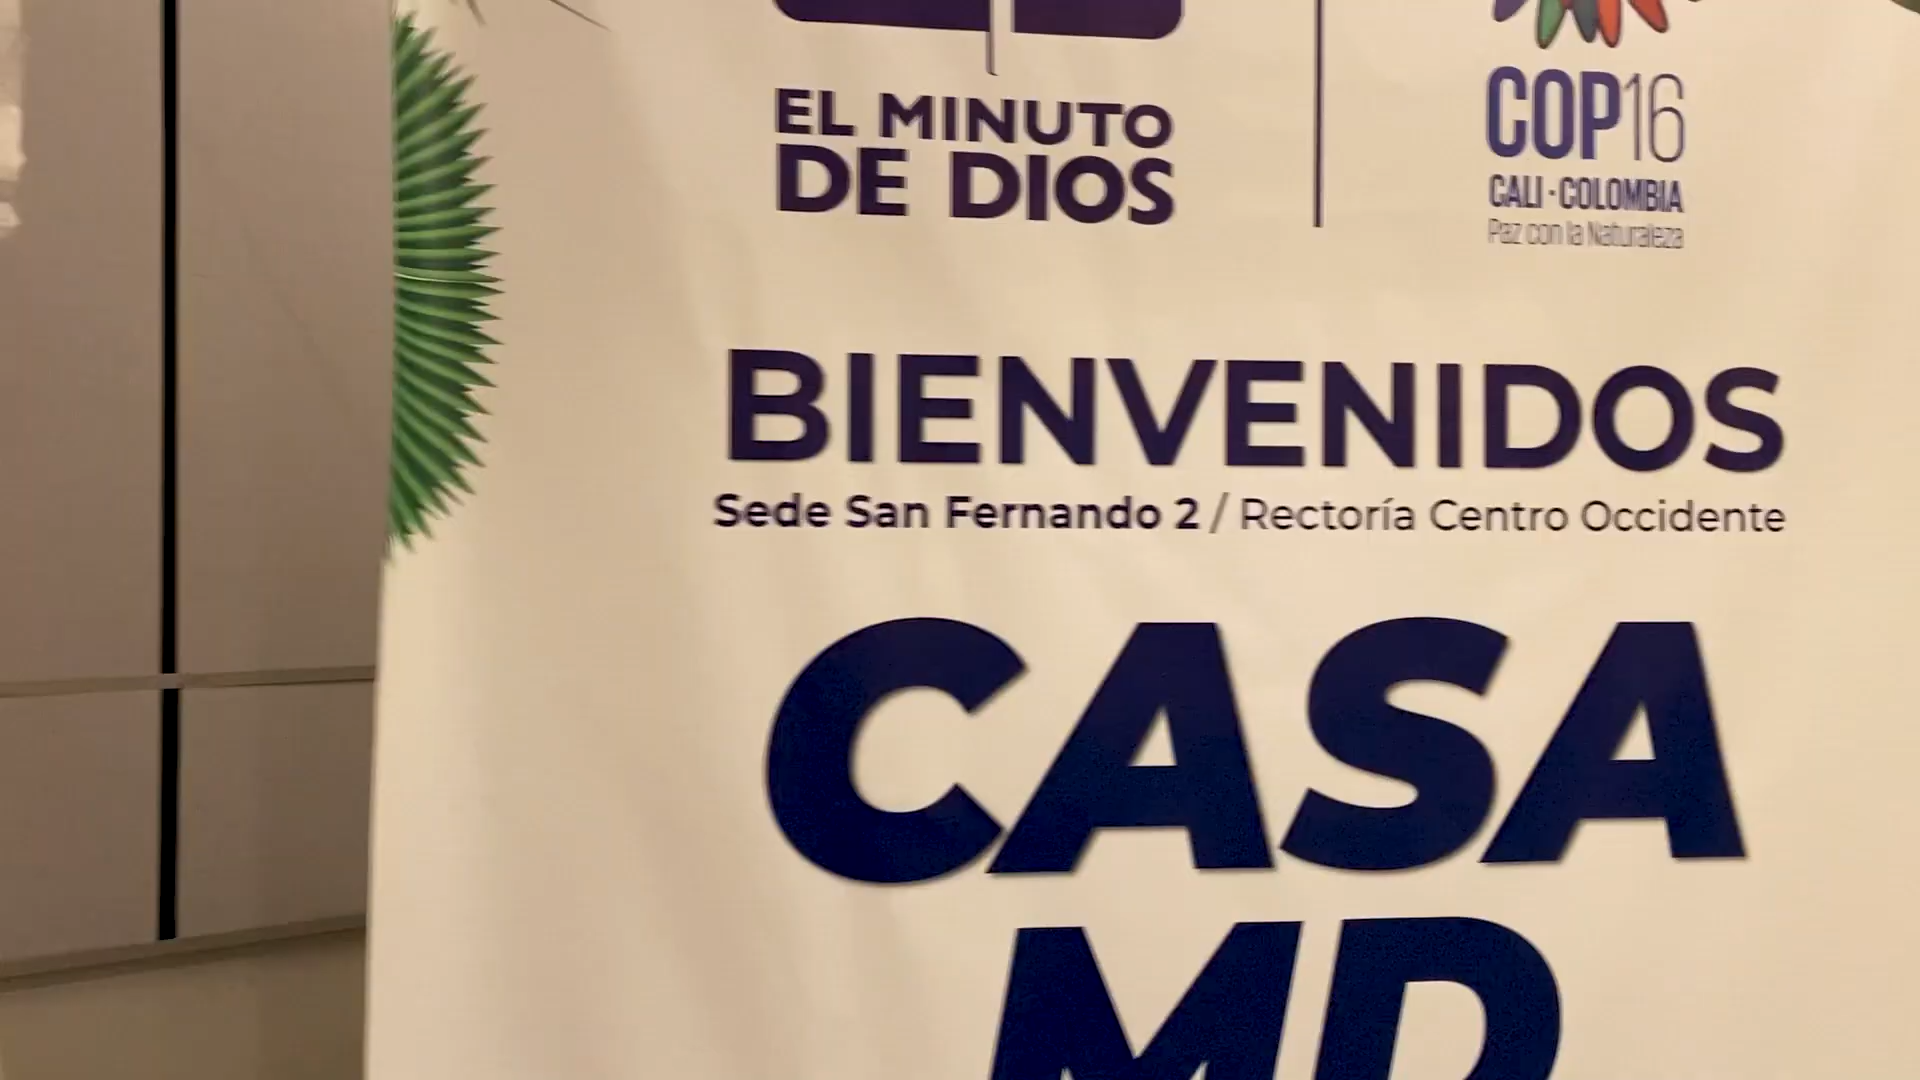 EL MINUTO
DE DIOS
COP16
CALI · COLOMBIA
Paz con la Naturaleza
BIENVENIDOS
Sede San Fernando 2 / Rectoría Centro Occidente
CASA
MD